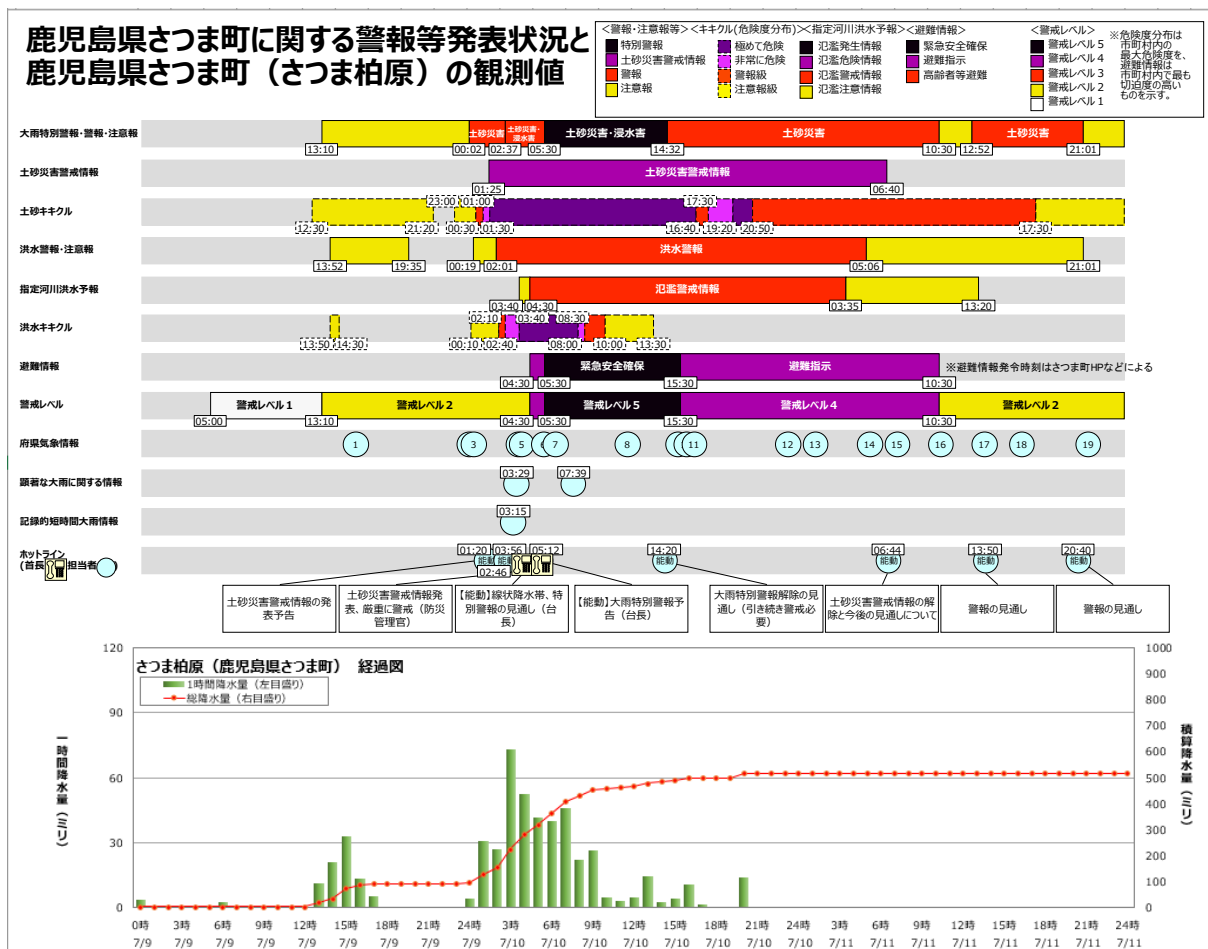 鹿児島県さつま町に関する警報等発表状況と
鹿児島県さつま町（さつま柏原）の観測値
＜警報・注意報等＞
特別警報
土砂災害警戒情報
警報
注意報
＜キキクル(危険度分布)＞
極めて危険
非常に危険
警報級
注意報級
＜指定河川洪水予報＞
氾濫発生情報
氾濫危険情報
氾濫警戒情報
氾濫注意情報
＜避難情報＞
緊急安全確保
避難指示
高齢者等避難
＜警戒レベル＞
警戒レベル５
警戒レベル４
警戒レベル３
警戒レベル２
警戒レベル１
※危険度分布は
市町村内の
最大危険度を、
避難情報は
市町村内で最も
切迫度の高い
ものを示す。
大雨特別警報・警報・注意報
土砂災害
土砂災害・
浸水害
土砂災害・浸水害
土砂災害
土砂災害
13:10 00:02 02:37 05:30 14:32 10:30 12:52 21:01
土砂災害警戒情報
土砂災害警戒情報
01:25 06:40
土砂キキクル
23:00 01:00 17:30
12:30 21:20 00:30 01:30 16:40 19:20 20:50 17:30
洪水警報・注意報
洪水警報
13:52 19:35 00:19 02:01 05:06 21:01
指定河川洪水予報
氾濫警戒情報
03:40 04:30 03:35 13:20
洪水キキクル
02:10 03:40 08:30
13:50 14:30 00:10 02:40 08:00 10:00 13:30
避難情報
緊急安全確保
避難指示
※避難情報発令時刻はさつま町HPなどによる
04:30 05:30 15:30 10:30
警戒レベル
警戒レベル１
警戒レベル２
警戒レベル５
警戒レベル４
警戒レベル２
05:00 13:10 04:30 05:30 15:30 10:30
府県気象情報
1 3 5 7 8 11 12 13 14 15 16 17 18 19
顕著な大雨に関する情報
03:29 07:39
記録的短時間大雨情報
03:15
ホットライン
(首長 担当者
01:20 03:56 05:12 14:20 06:44 13:50 20:40
能動 能動 能動 能動 能動 能動
02:46
土砂災害警戒情報の発
表予告
土砂災害警戒情報発
表、厳重に警戒（防災
管理官）
【能動】線状降水帯、特
別警報の見通し（台
長）
【能動】大雨特別警報予
告（台長）
大雨特別警報解除の見
通し（引き続き警戒必
要）
土砂災害警戒情報の解
除と今後の見通しについて
警報の見通し
警報の見通し
さつま柏原（鹿児島県さつま町） 経過図
1時間降水量（左目盛り）
総降水量（右目盛り）
一時間降水量（ミリ）
120
90
60
30
0
積算降水量（ミリ）
1000
900
800
700
600
500
400
300
200
100
0
0時 3時 6時 9時 12時 15時 18時 21時 24時 3時 6時 9時 12時 15時 18時 21時 24時 3時 6時 9時 12時 15時 18時 21時 24時
7/9 7/9 7/9 7/9 7/9 7/9 7/9 7/9 7/9 7/10 7/10 7/10 7/10 7/10 7/10 7/10 7/10 7/11 7/11 7/11 7/11 7/11 7/11 7/11 7/11